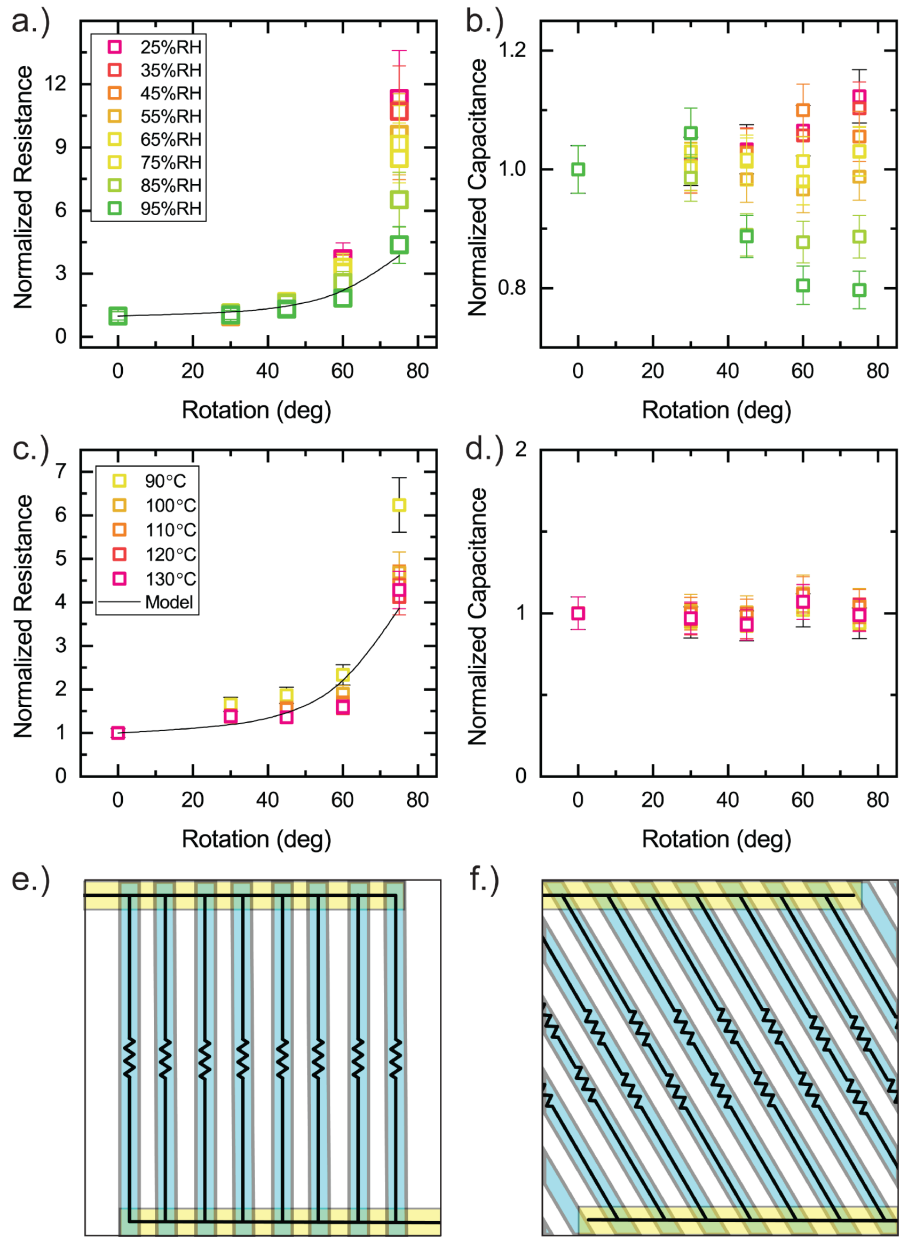 a.)
Normalized Resistance
12
9
6
3
0
25%RH
35%RH
45%RH
55%RH
65%RH
75%RH
85%RH
95%RH
0 20 40 60 80
Rotation (deg)
b.)
Normalized Capacitance
1.2
1.0
0.8
0 20 40 60 80
Rotation (deg)
c.)
Normalized Resistance
7
6
5
4
3
2
1
0
90°C
100°C
110°C
120°C
130°C
Model
0 20 40 60 80
Rotation (deg)
d.)
Normalized Capacitance
2
1
0
0 20 40 60 80
Rotation (deg)
e.)
f.)